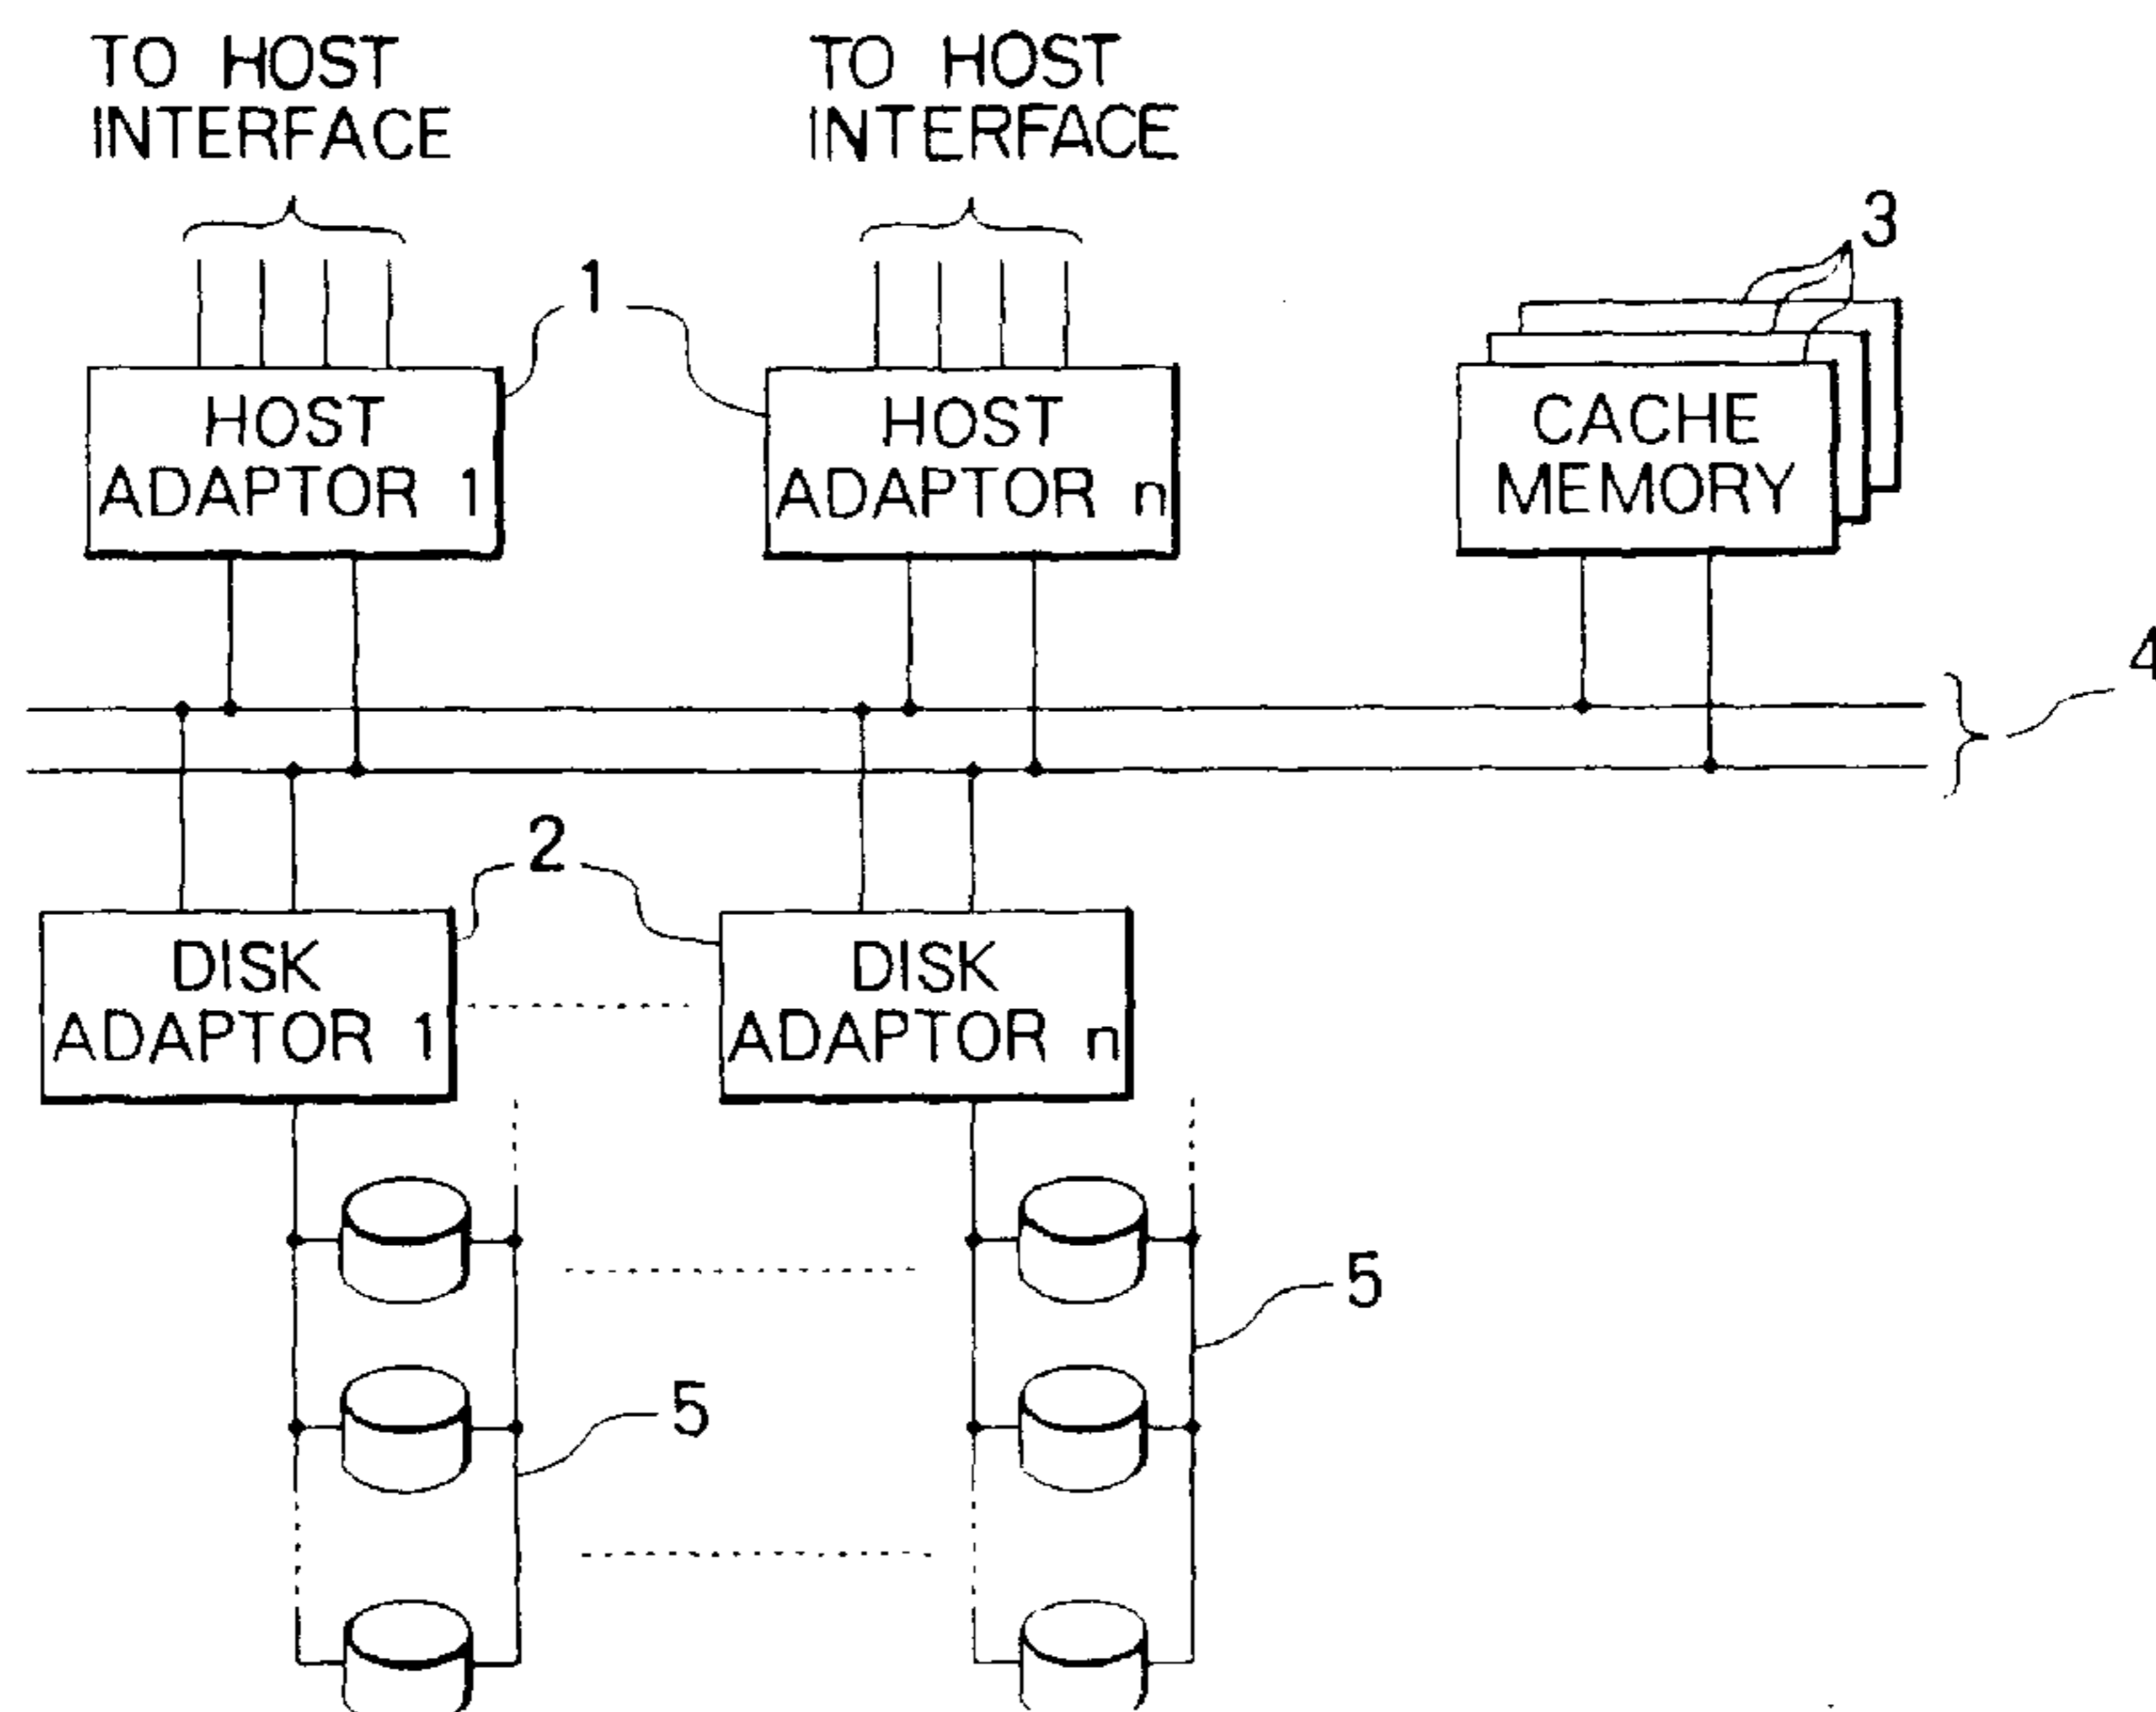 TO HOST
INTERFACE
TO HOST
INTERFACE
3
1
HOST
ADAPTOR 1
HOST
ADAPTOR n
CACHE
MEMORY
4
2
DISK
ADAPTOR 1
DISK
ADAPTOR n
5
5